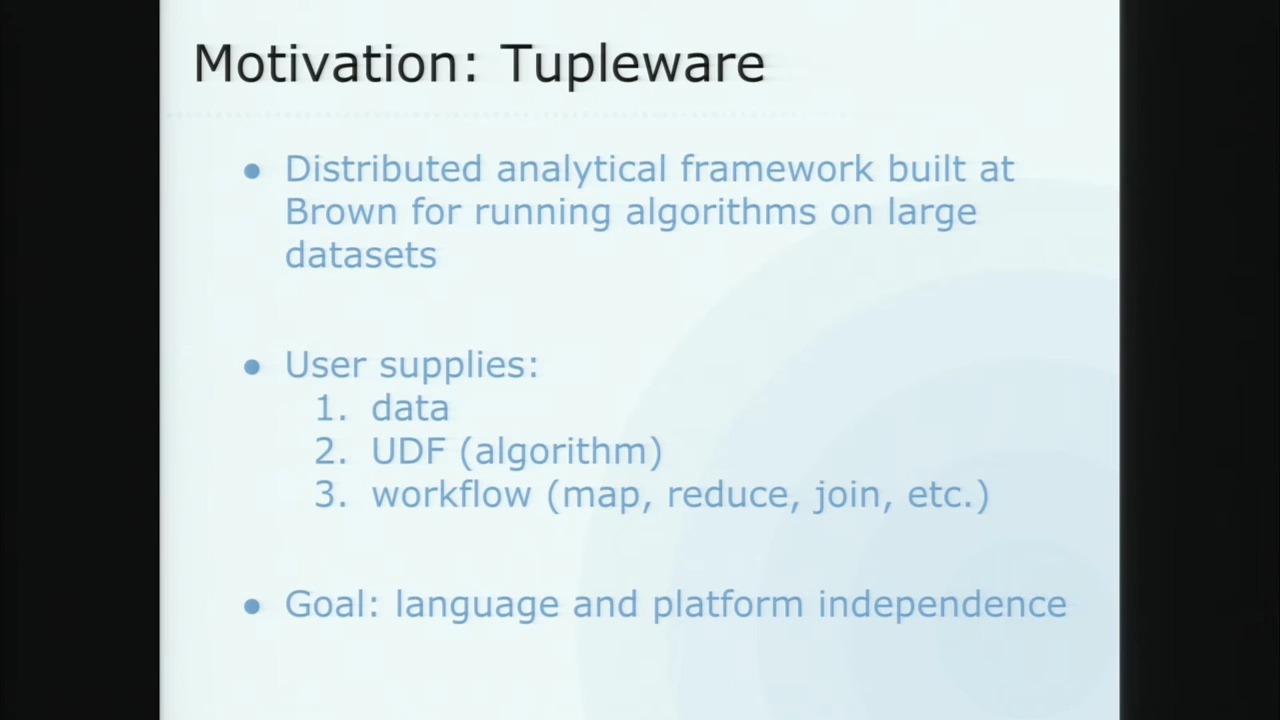 Motivation: Tupleware
● Distributed analytical framework built at
Brown for running algorithms on large
datasets
● User supplies:
1. data
2. UDF (algorithm)
3. workflow (map, reduce, join, etc.)
● Goal: language and platform independence